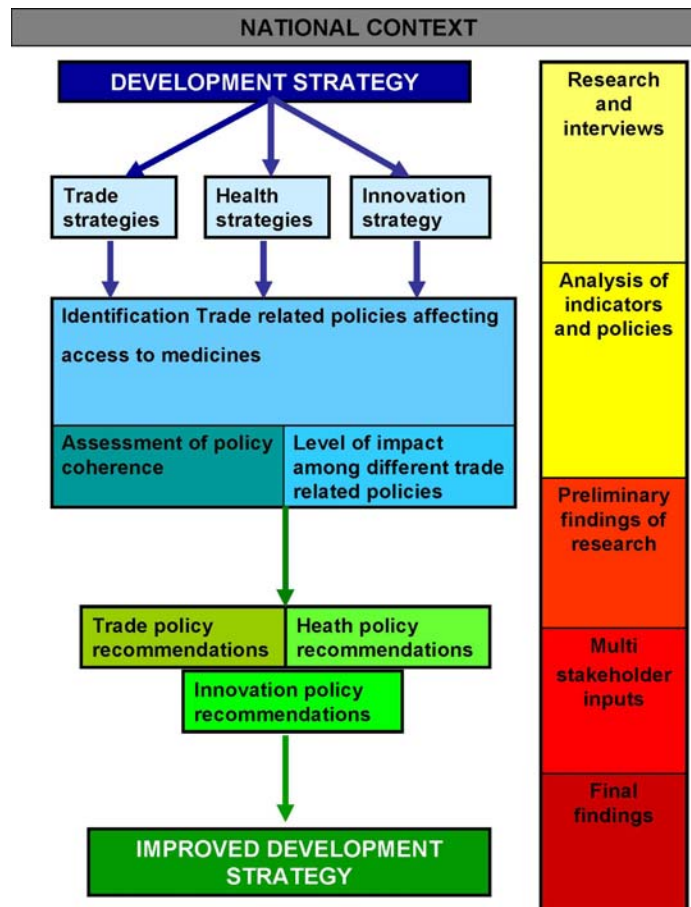 NATIONAL CONTEXT
DEVELOPMENT STRATEGY
Trade
strategies
Health
strategies
Innovation
strategy
Identification Trade related policies affecting
access to medicines
Assessment of policy
coherence
Level of impact
among different trade
related policies
Trade policy
recommendations
Heath policy
recommendations
Innovation policy
recommendations
IMPROVED DEVELOPMENT
STRATEGY
Research
and
interviews
Analysis of
indicators
and policies
Preliminary
findings of
research
Multi
stakeholder
inputs
Final
findings